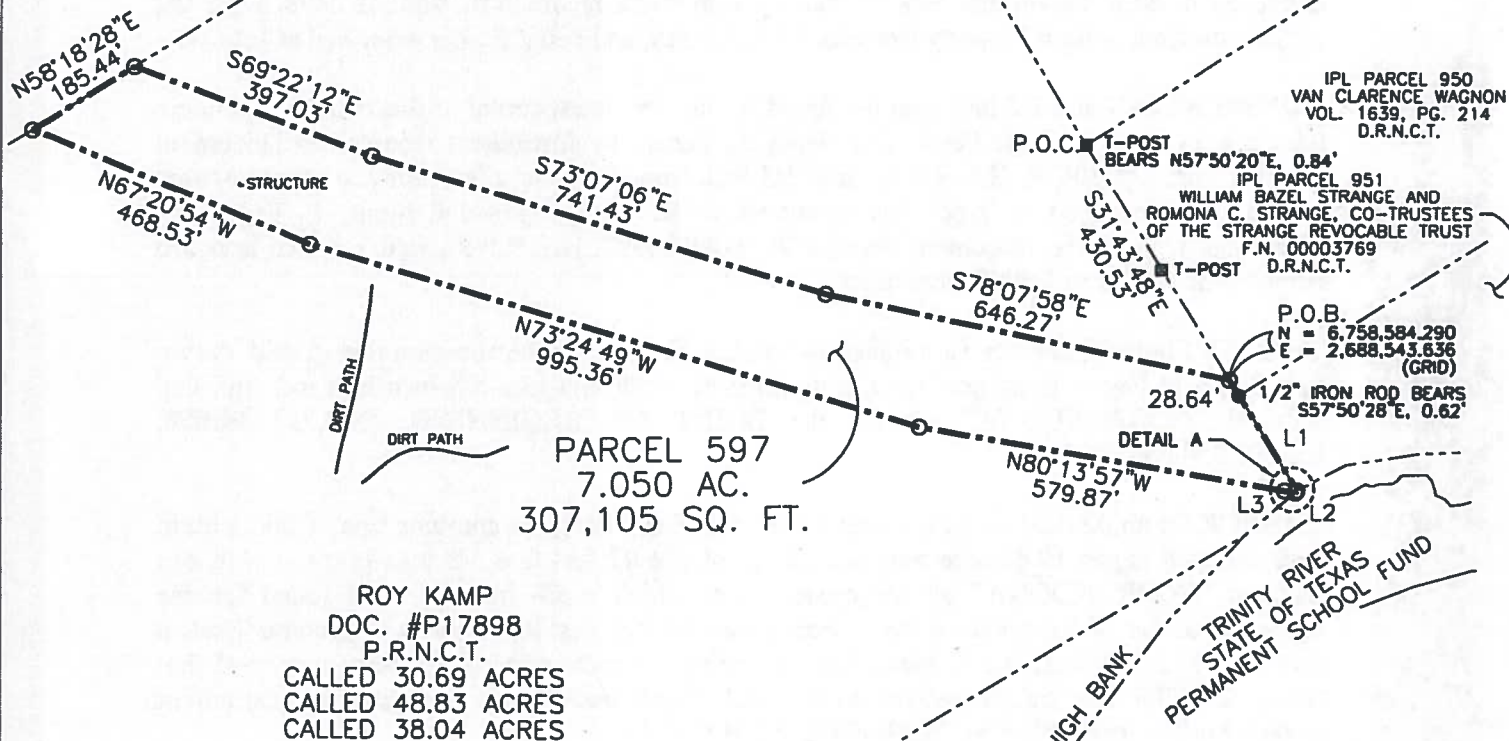 N58°18'28"E
185.44'
S69°22'12"E
397.03'
N67°20'54"W
468.53'
STRUCTURE
S73°07'06"E
741.43'
N73°24'49"W
995.36'
DIRT PATH
DIRT PATH
S78°07'58"E
646.27'
N80°13'57"W
579.87'
P.O.C.
T-POST
BEARS N57°50'20"E, 0.84'
IPL PARCEL 950
VAN CLARENCE WAGNON
VOL. 1639, PG. 214
D.R.N.C.T.
IPL PARCEL 951
WILLIAM BAZEL STRANGE AND
ROMONA C. STRANGE, CO-TRUSTEES
OF THE STRANGE REVOCABLE TRUST
F.N. 00003769
D.R.N.C.T.
S31°43'48"E
430.53'
T-POST
P.O.B.
N = 6,758,584.290
E = 2,688,543.636
(GRID)
28.64'
1/2" IRON ROD BEARS
S57°50'28"E, 0.62'
DETAIL A
L1
L3
L2
PARCEL 597
7.050 AC.
307,105 SQ. FT.
ROY KAMP
DOC. #P17898
P.R.N.C.T.
CALLED 30.69 ACRES
CALLED 48.83 ACRES
CALLED 38.04 ACRES
HIGH BANK
TRINITY RIVER
STATE OF TEXAS
PERMANENT SCHOOL FUND